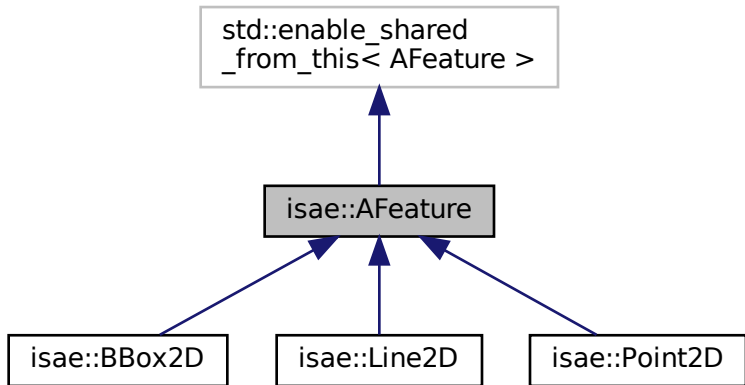 std::enable_shared
_from_this< AFeature >
isae::AFeature
isae::BBox2D
isae::Line2D
isae::Point2D